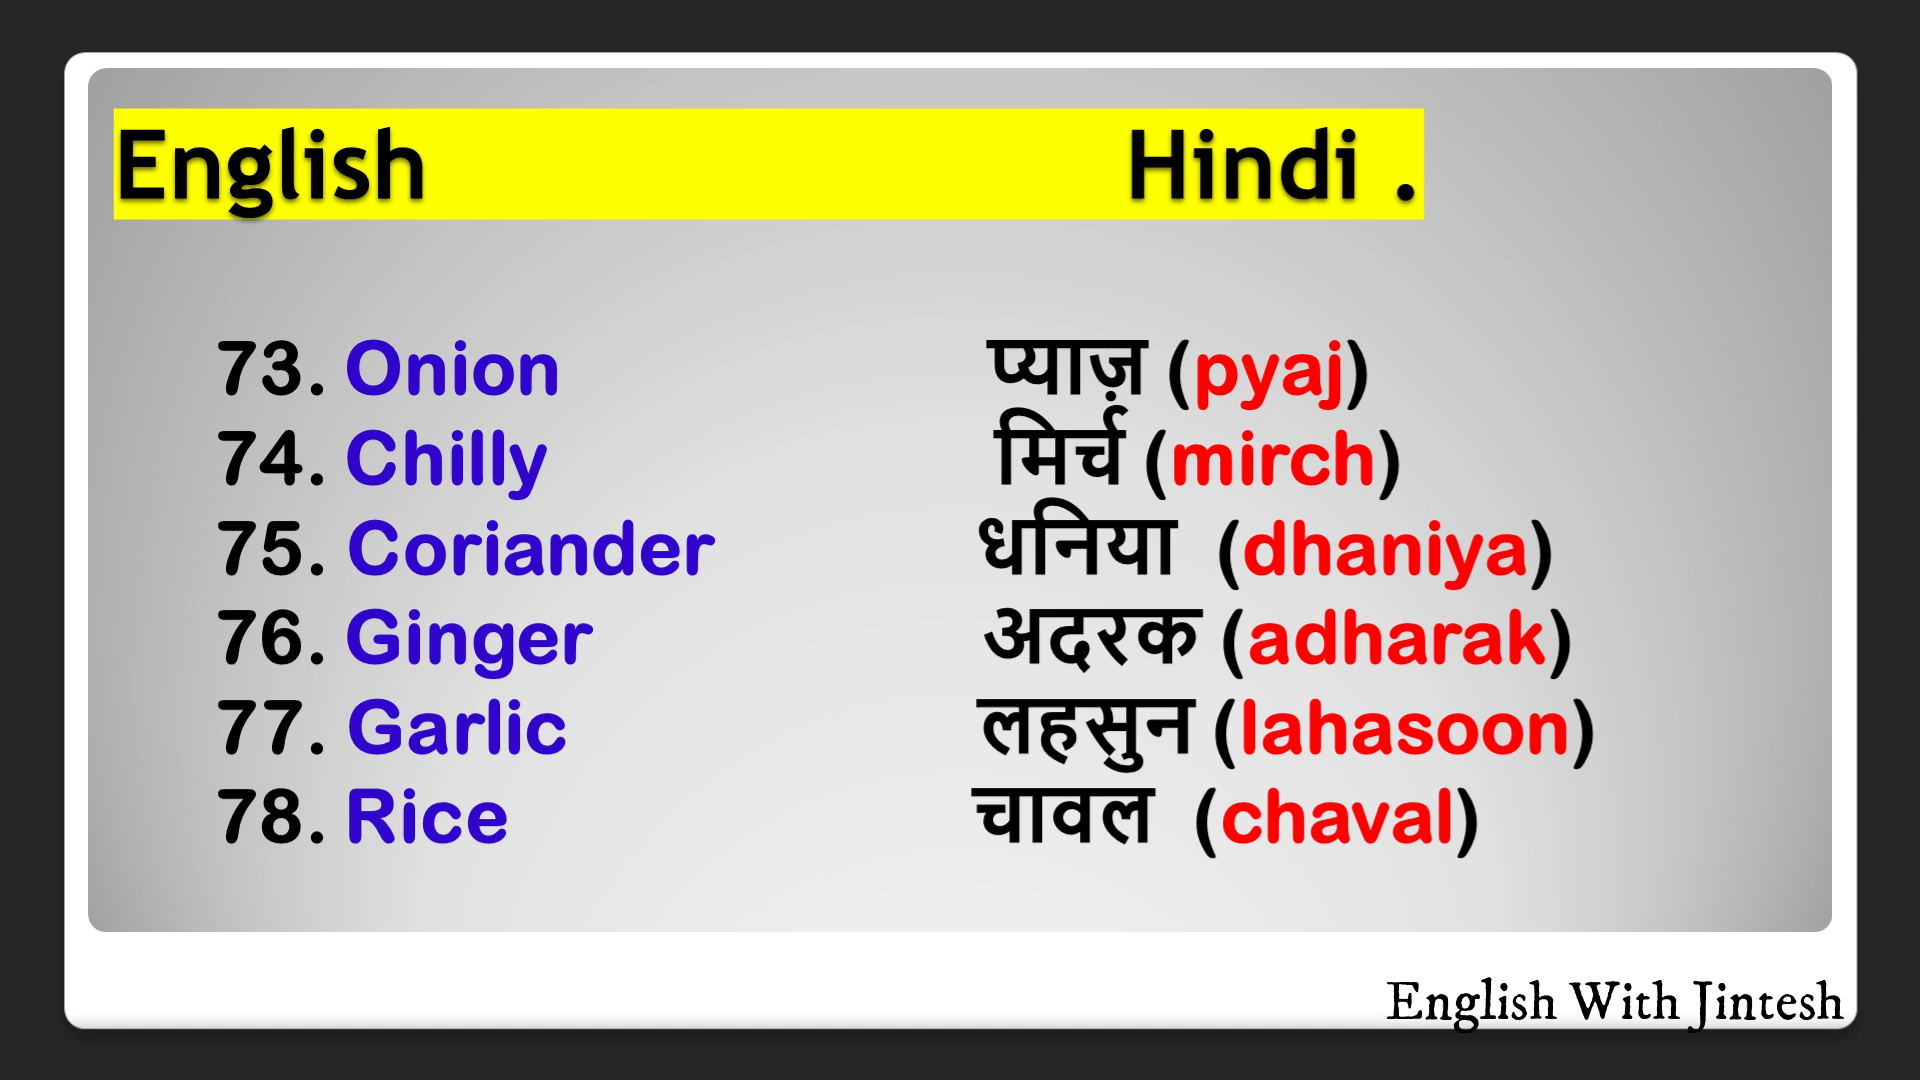 English Hindi .
73. Onion प्याज़ (pyaj)
74. Chilly मिर्च (mirch)
75. Coriander धनिया (dhaniya)
76. Ginger अदरक (adharak)
77. Garlic लहसुन (lahasoon)
78. Rice चावल (chaval)
English With Jintesh